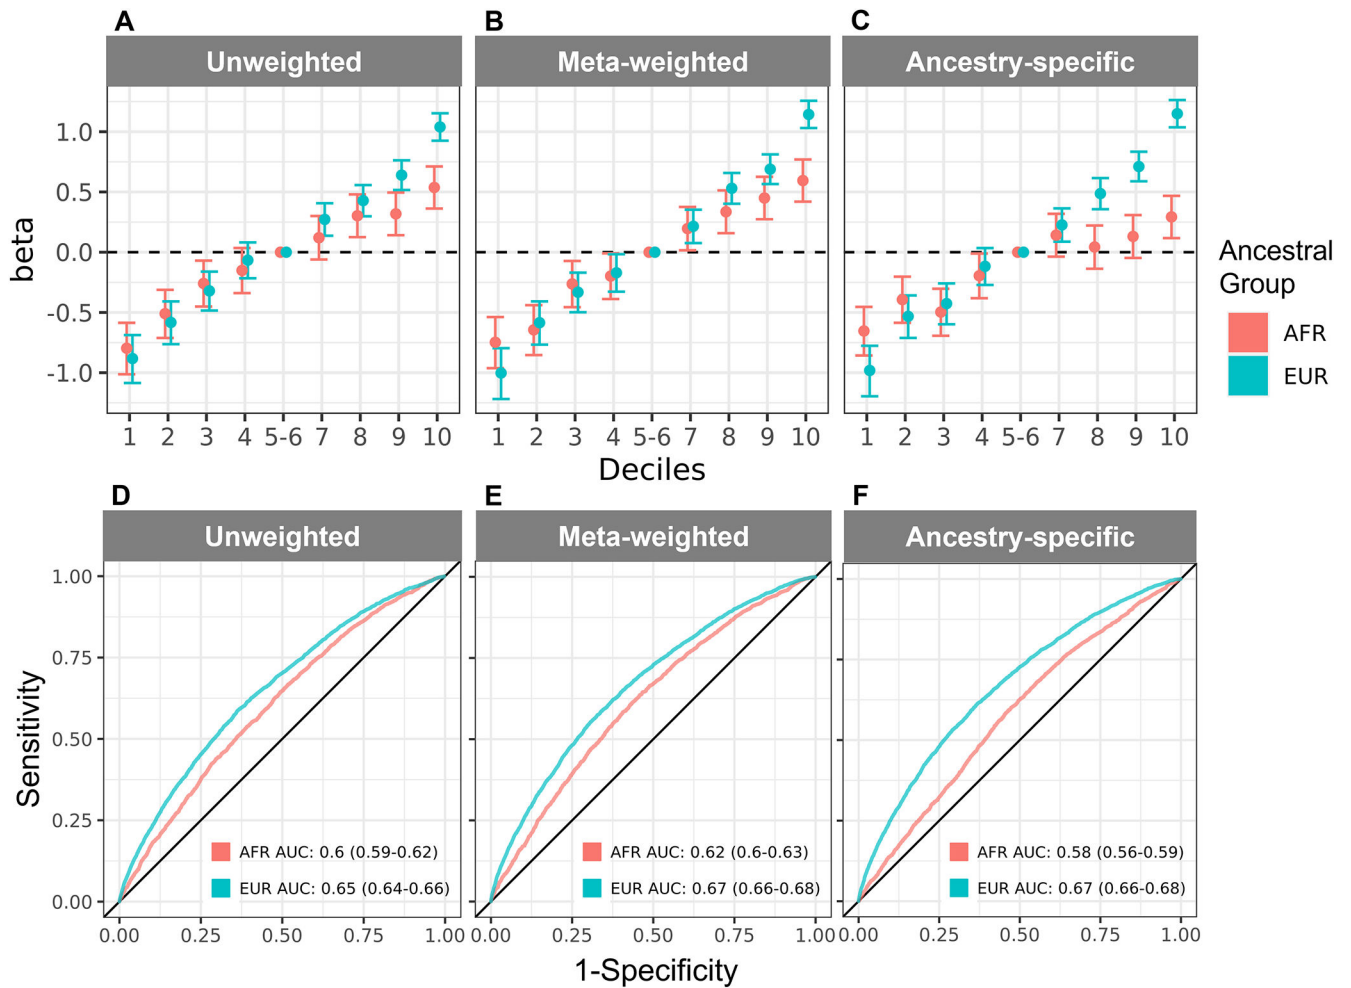 A B C
Unweighted Meta-weighted Ancestry-specific
1.0
0.5
0.0
-0.5
-1.0
beta
1 2 3 4 5-6 7 8 9 10 1 2 3 4 5-6 7 8 9 10 1 2 3 4 5-6 7 8 9 10
Deciles
Ancestral
Group
AFR
EUR
D E F
Unweighted Meta-weighted Ancestry-specific
1.00
0.75
0.50
0.25
0.00
Sensitivity
AFR AUC: 0.6 (0.59-0.62)
EUR AUC: 0.65 (0.64-0.66)
AFR AUC: 0.62 (0.6-0.63)
EUR AUC: 0.67 (0.66-0.68)
AFR AUC: 0.58 (0.56-0.59)
EUR AUC: 0.67 (0.66-0.68)
0.00 0.25 0.50 0.75 1.00 0.00 0.25 0.50 0.75 1.00 0.00 0.25 0.50 0.75 1.00
1-Specificity